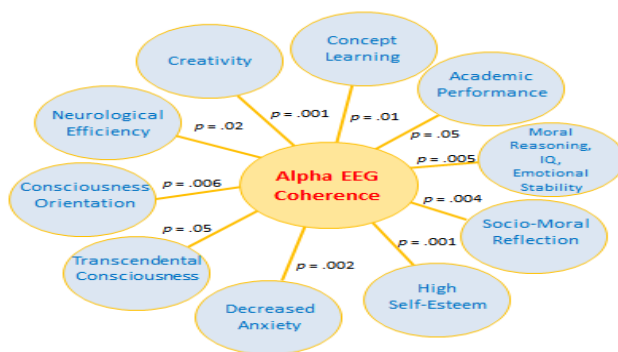 Concept
Learning
Creativity
Academic
Performance
Neurological
Efficiency
p = .001
p = .01
p = .02
p = .05
Moral
Reasoning,
IQ,
Emotional
Stability
p = .005
Alpha EEG
Coherence
Consciousness
Orientation
p = .006
p = .004
Socio-Moral
Reflection
p = .05
p = .001
Transcendental
Consciousness
p = .002
High
Self-Esteem
Decreased
Anxiety